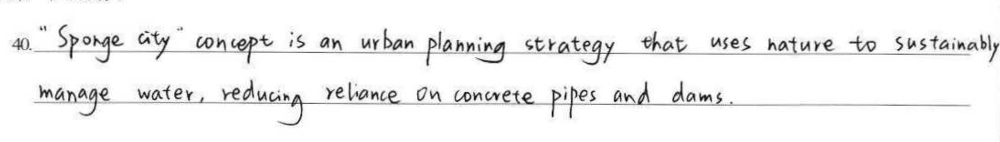 40. "Sponge city" concept is an urban planning strategy that uses nature to sustainably
manage water, reducing reliance on concrete pipes and dams.